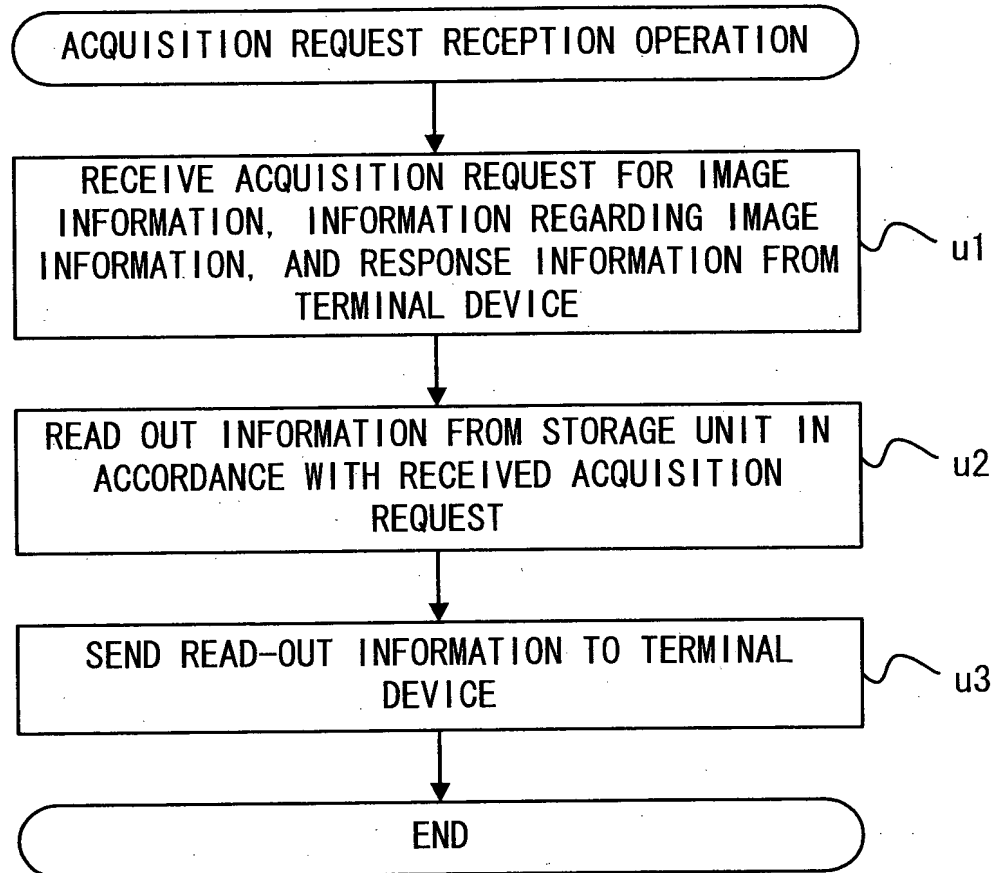 ACQUISITION REQUEST RECEPTION OPERATION
RECEIVE ACQUISITION REQUEST FOR IMAGE
INFORMATION, INFORMATION REGARDING IMAGE
INFORMATION, AND RESPONSE INFORMATION FROM
TERMINAL DEVICE
u1
READ OUT INFORMATION FROM STORAGE UNIT IN
ACCORDANCE WITH RECEIVED ACQUISITION
REQUEST
u2
SEND READ-OUT INFORMATION TO TERMINAL
DEVICE
u3
END